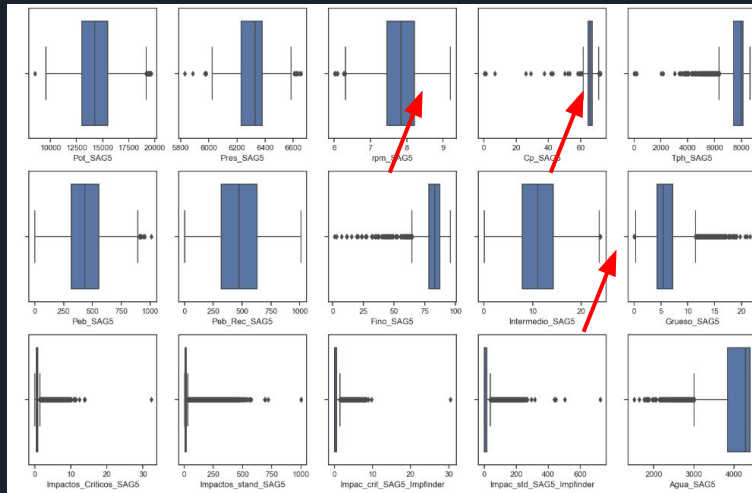 10000 12500 15000 17500 20000
Pot_SAG5
5800 6000 6200 6400 6600
Pres_SAG5
6 7 8 9
rpm_SAG5
0 20 40 60
Cp_SAG5
0 2000 4000 6000 8000
Tph_SAG5
0 250 500 750 1000
Peb_SAG5
0 250 500 750 1000
Peb_Rec_SAG5
0 25 50 75 100
Fino_SAG5
0 10 20
Intermedio_SAG5
0 5 10 15 20
Grueso_SAG5
0 10 20 30
Impactos_Criticos_SAG5
0 250 500 750 1000
Impactos_stand_SAG5
0 10 20 30
Impac_crit_SAG5_Impfinder
0 200 400 600
Impac_std_SAG5_Impfinder
2000 3000 4000
Agua_SAG5